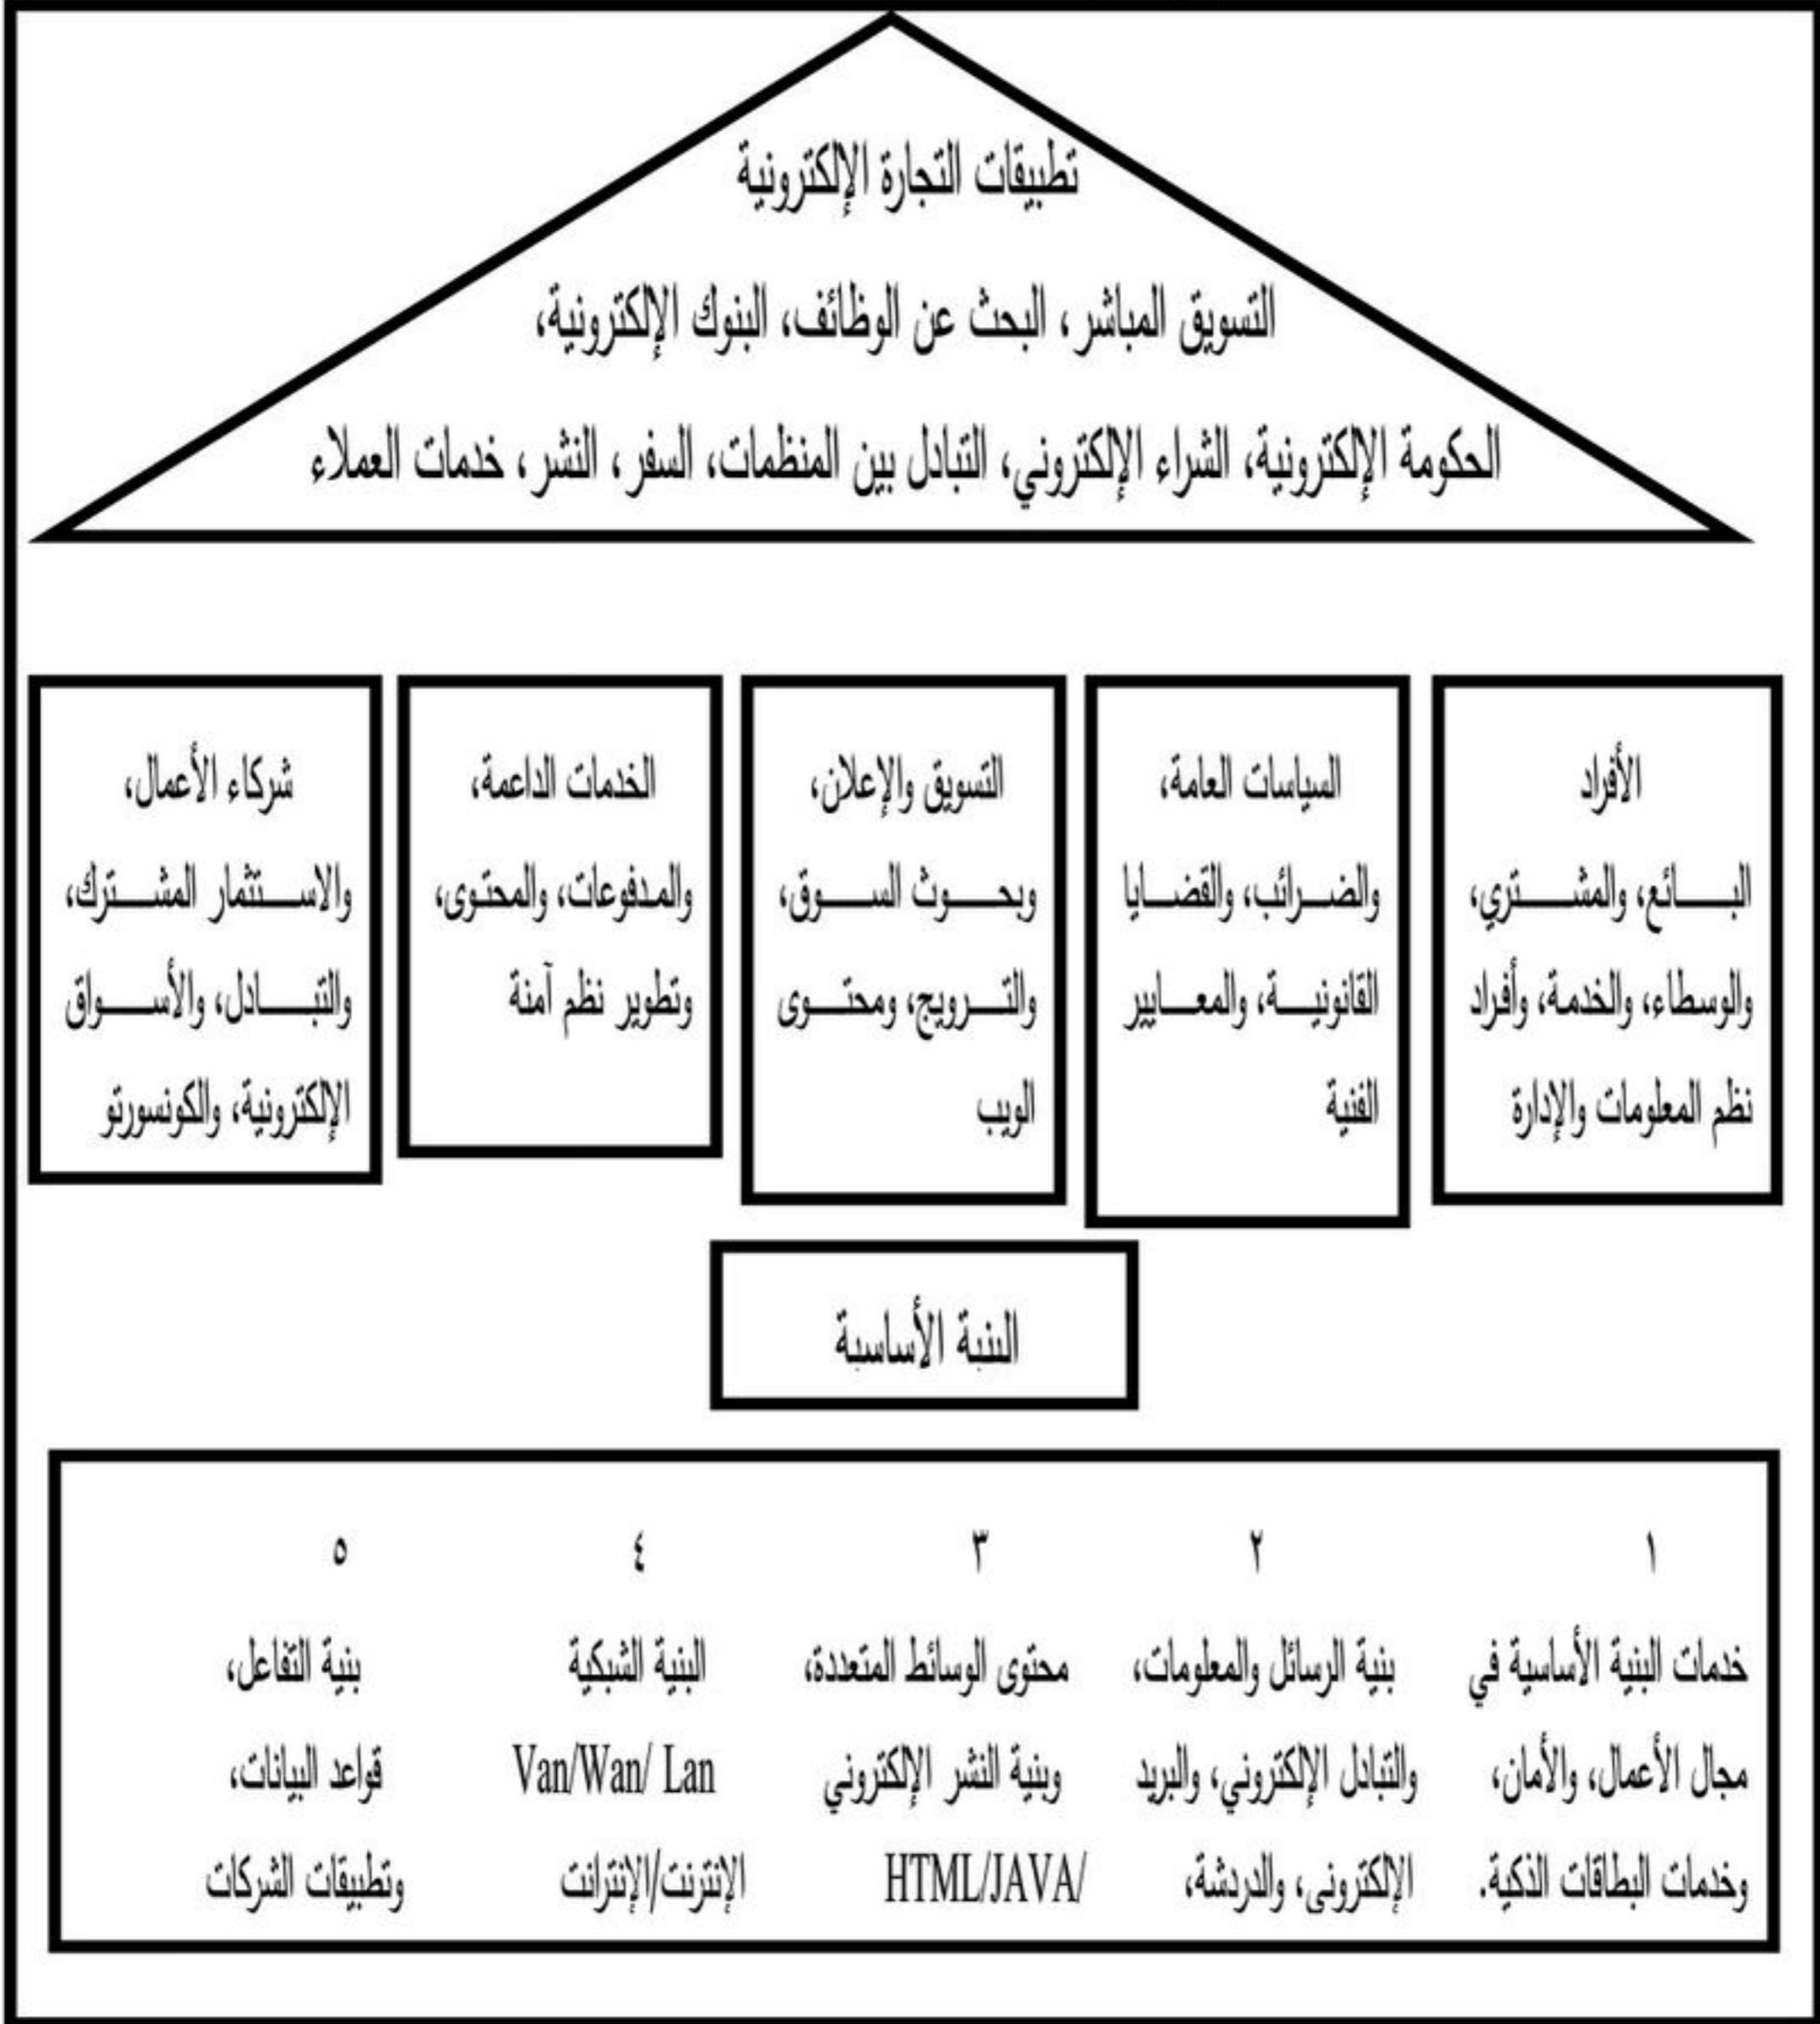 تطبيقات التجارة الإلكترونية
التسويق المباشر، البحث عن الوظائف، البنوك الإلكترونية،
الحكومة الإلكترونية، الشراء الإلكتروني، التبادل بين المنظمات، السفر، النشر، خدمات العملاء
الأفراد
البائع، والمشتري،
والوسطاء، والخدمة، وأفراد
نظم المعلومات والإدارة
السياسات العامة،
والضرائب، والقضايا
القانونية، والمعايير
الفنية
التسويق والإعلان،
وبحوث السوق،
والترويج، ومحتوى
الويب
الخدمات الداعمة،
والمدفوعات، والمحتوى،
وتطوير نظم آمنة
شركاء الأعمال،
والاستثمار المشترك،
والتبادل، والأسواق
الإلكترونية، والكونسورتو
البنية الأساسية
١
خدمات البنية الأساسية في
مجال الأعمال، والأمان،
وخدمات البطاقات الذكية.
٢
بنية الرسائل والمعلومات،
والتبادل الإلكتروني، والبريد
الإلكترونى، والدردشة،
٣
محتوى الوسائط المتعددة،
وبنية النشر الإلكتروني
HTML/JAVA/
٤
البنية الشبكية
Van/Wan/ Lan
الإنترنت/الإنترانت
٥
بنية التفاعل،
قواعد البيانات،
وتطبيقات الشركات